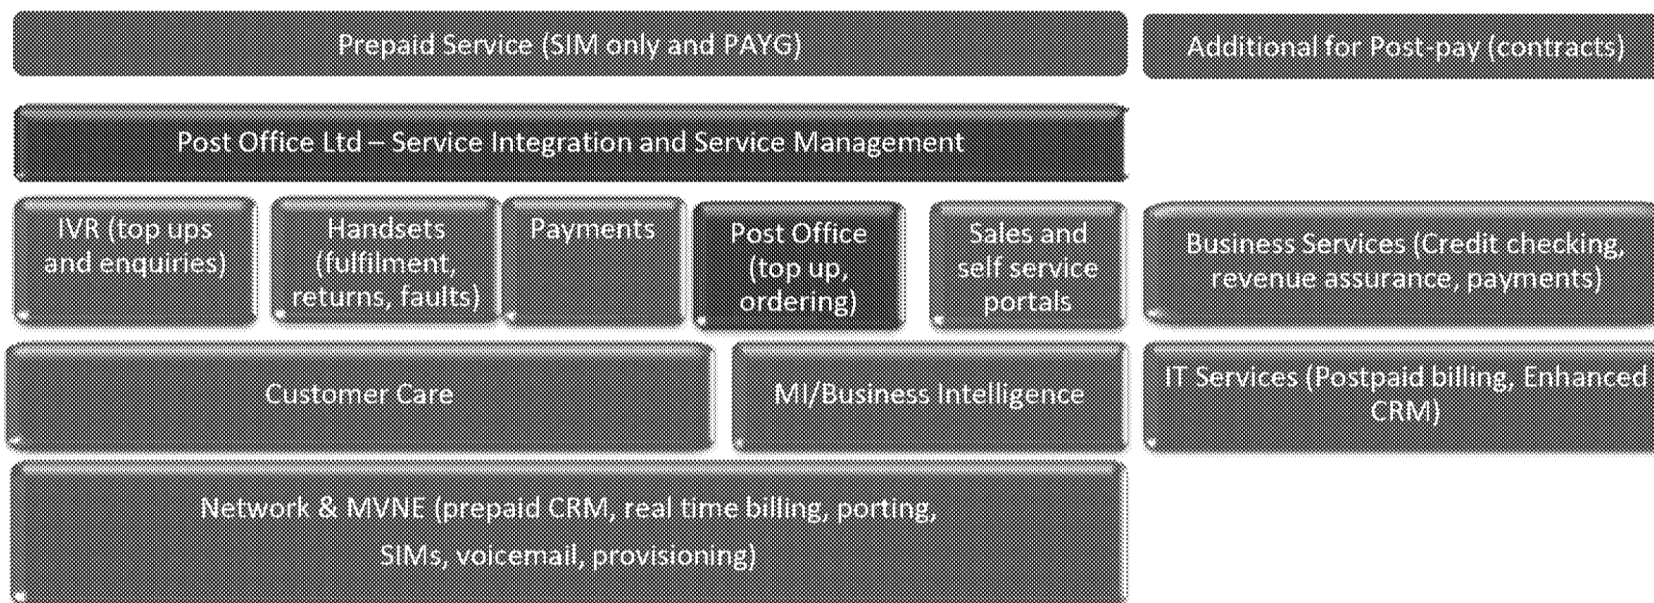 Prepaid Service (SIM only and PAYG)
Additional for Post-pay (contracts)
Post Office Ltd – Service Integration and Service Management
IVR (top ups
and enquiries)
Handsets
(fulfilment,
returns, faults)
Payments
Post Office
(top up,
ordering)
Sales and
self service
portals
Business Services (Credit checking,
revenue assurance, payments)
Customer Care
MI/Business Intelligence
IT Services (Postpaid billing, Enhanced
CRM)
Network & MVNE (prepaid CRM, real time billing, porting,
SIMs, voicemail, provisioning)